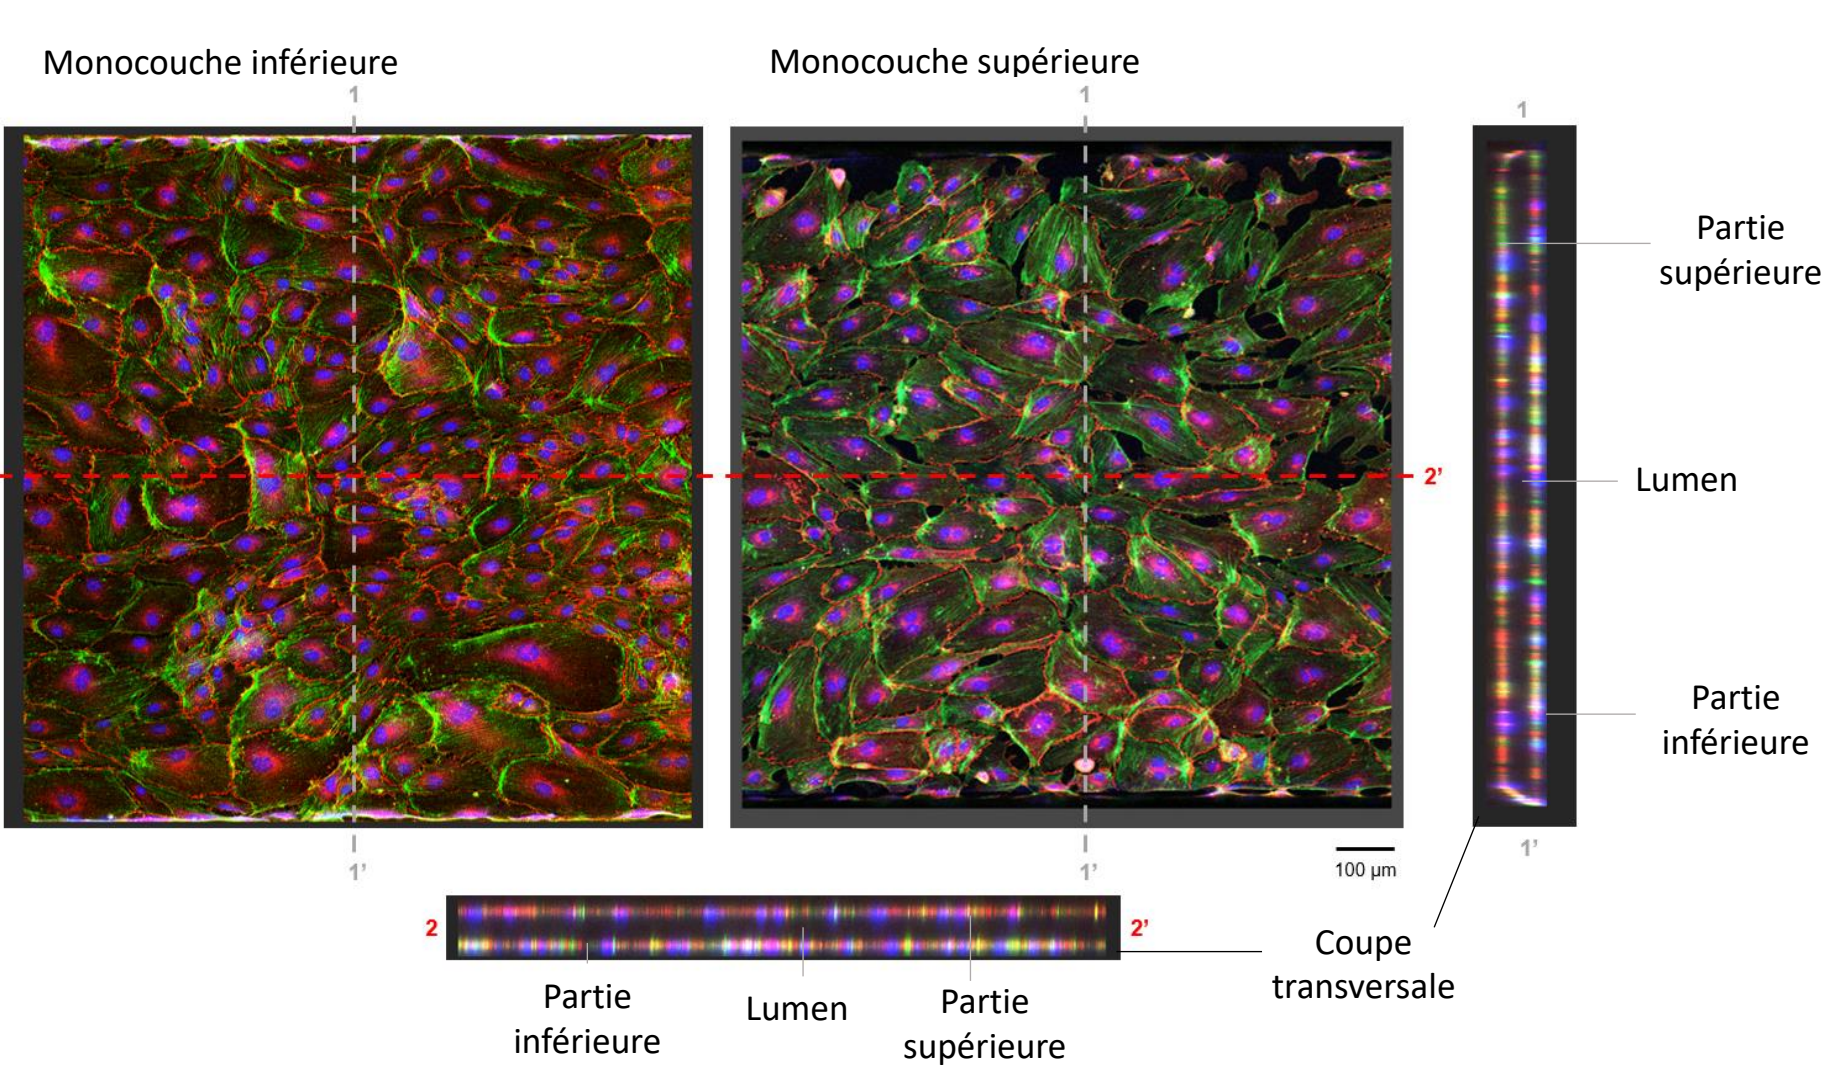 Monocouche inférieure
Monocouche supérieure
1
1
1
Partie
supérieure
2'
Lumen
Partie
inférieure
1'
1'
1'
100 µm
2
2'
Coupe
transversale
Partie
inférieure
Lumen
Partie
supérieure